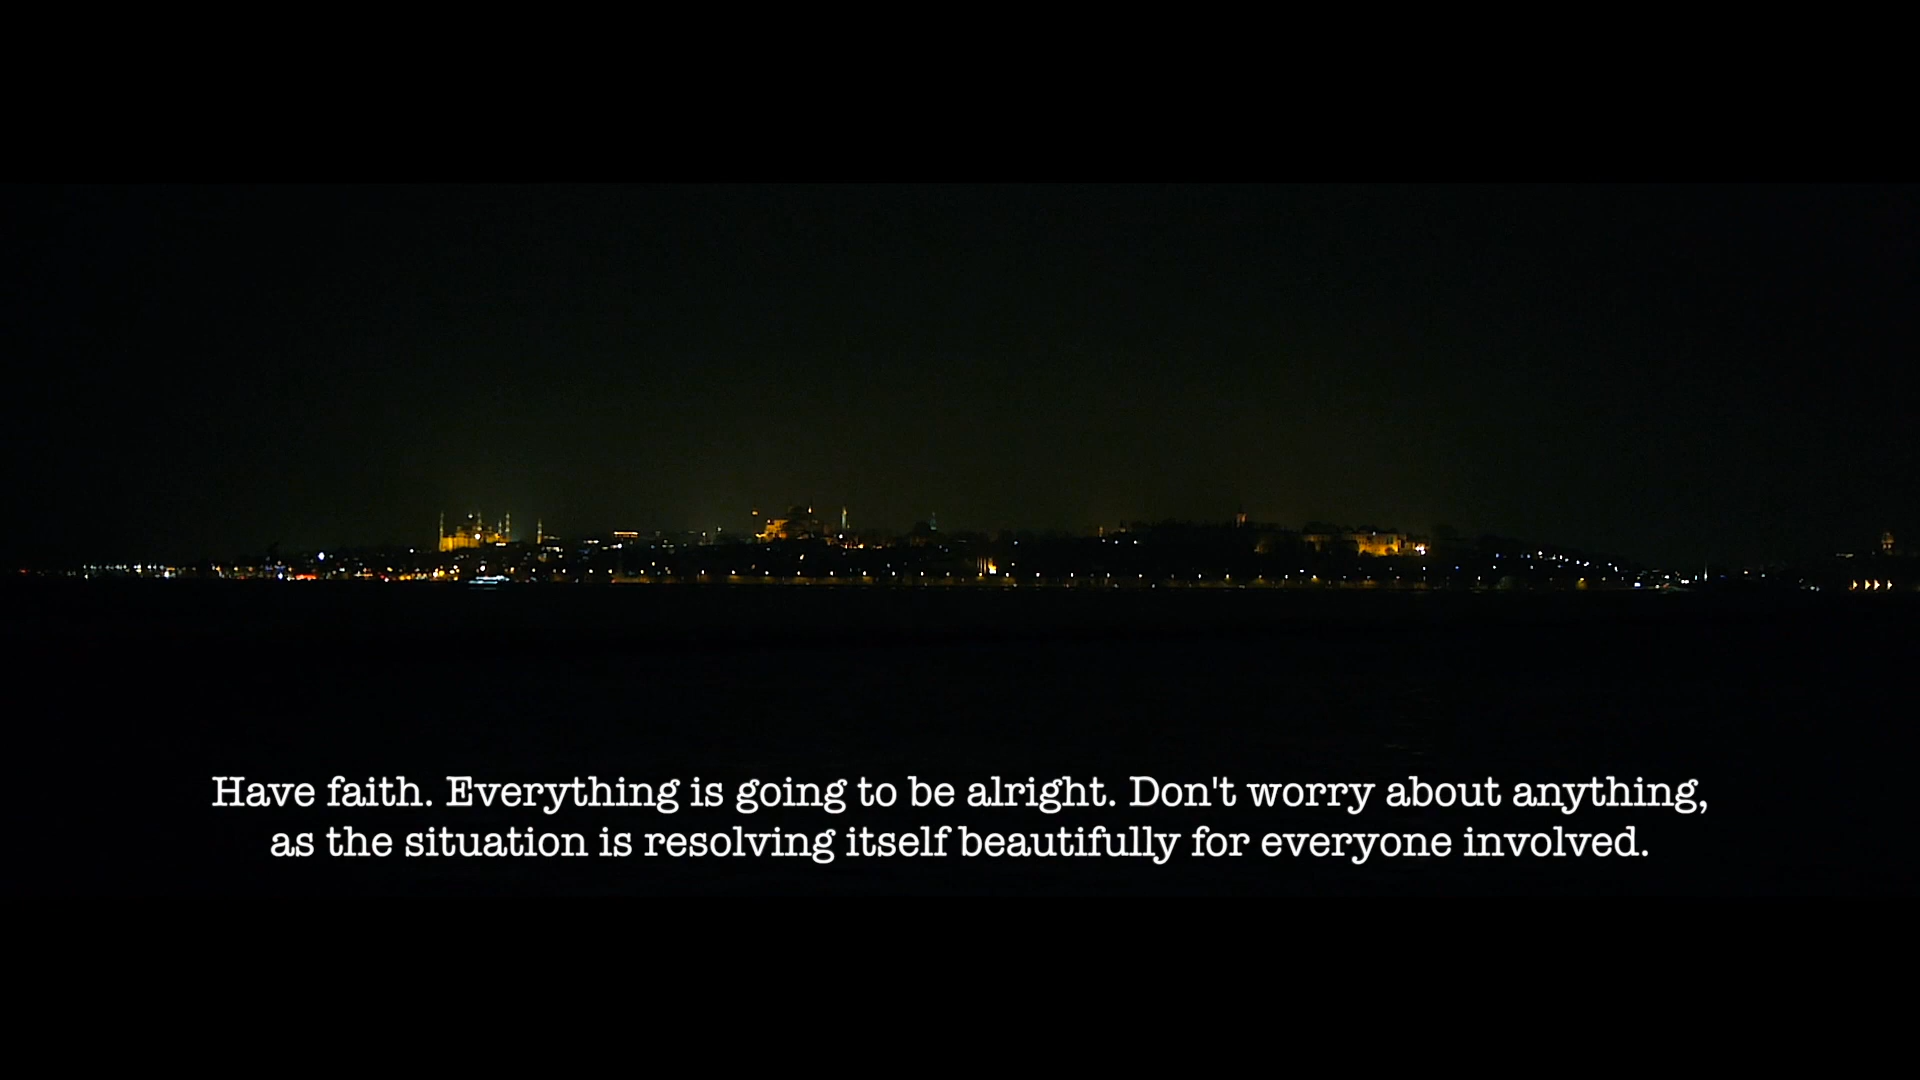 Have faith. Everything is going to be alright. Don't worry about anything,
as the situation is resolving itself beautifully for everyone involved.